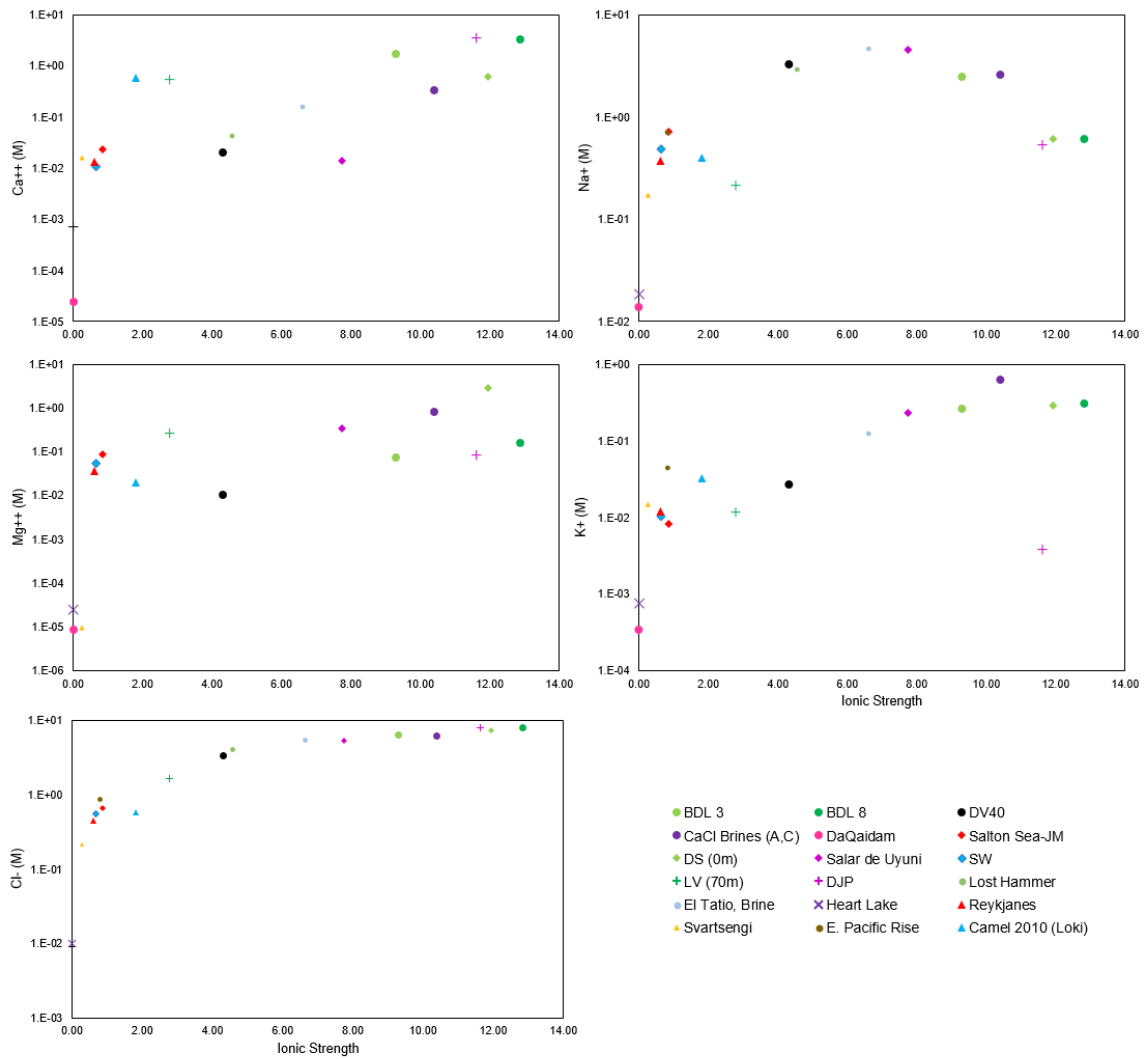 1.E+01
1.E+00
1.E-01
1.E-02
1.E-03
1.E-04
1.E-05
Ca++ (M)
0.00 2.00 4.00 6.00 8.00 10.00 12.00 14.00
1.E+01
1.E+00
1.E-01
1.E-02
Na+ (M)
0.00 2.00 4.00 6.00 8.00 10.00 12.00 14.00
1.E+01
1.E+00
1.E-01
1.E-02
1.E-03
1.E-04
1.E-05
1.E-06
Mg++ (M)
0.00 2.00 4.00 6.00 8.00 10.00 12.00 14.00
1.E+00
1.E-01
1.E-02
1.E-03
1.E-04
K+ (M)
0.00 2.00 4.00 6.00 8.00 10.00 12.00 14.00
Ionic Strength
1.E+01
1.E+00
1.E-01
1.E-02
1.E-03
Cl- (M)
0.00 2.00 4.00 6.00 8.00 10.00 12.00 14.00
Ionic Strength
BDL 3 BDL 8 DV40
CaCl Brines (A,C) DaQaidam Salton Sea-JM
DS (0m) Salar de Uyuni SW
LV (70m) DJP Lost Hammer
El Tatio, Brine Heart Lake Reykjanes
Svartsengi E. Pacific Rise Camel 2010 (Loki)